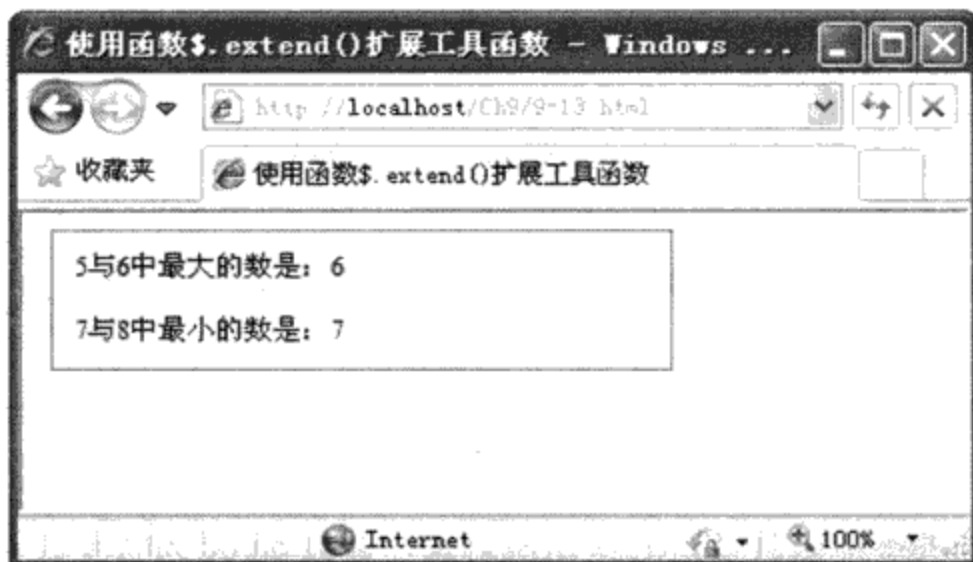 使用函数$.extend()扩展工具函数 - Windows ...
http://localhost/Ch9/9-13.html
收藏夹
使用函数$.extend()扩展工具函数
5与6中最大的数是：6
7与8中最小的数是：7
Internet
100%